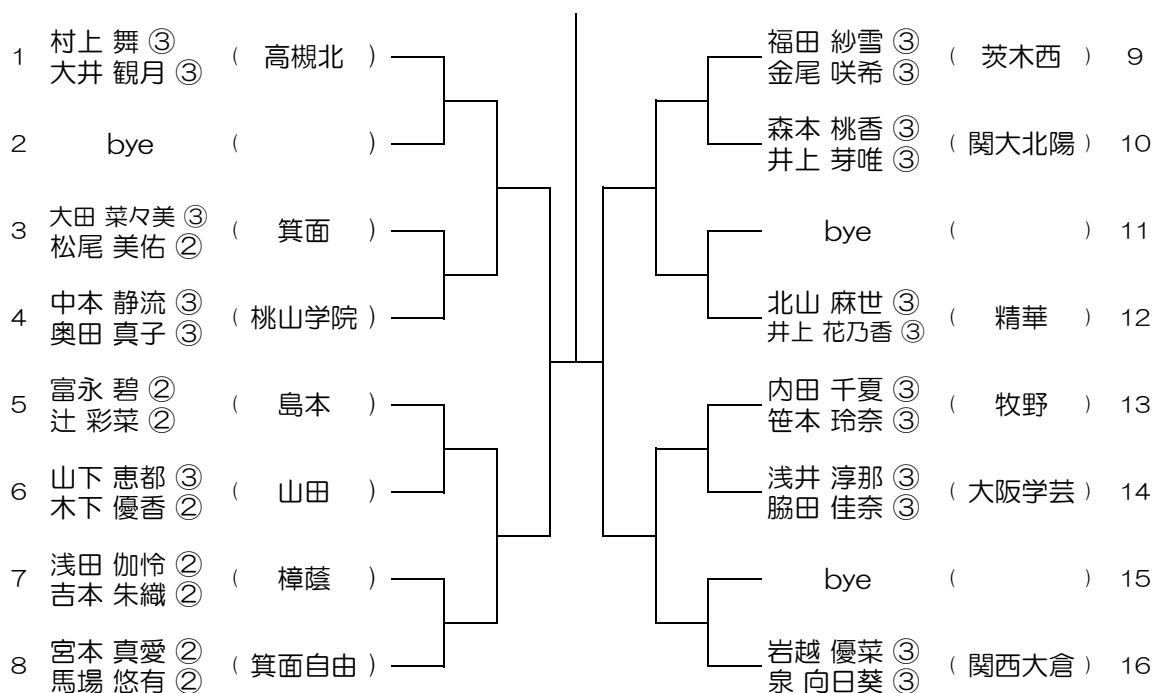 1 村上 舞 ③
大井 観月 ③ ( 高槻北 )
2 bye ( )
3 大田 菜々美 ③
松尾 美佑 ② ( 箕面 )
4 中本 静流 ③
奥田 真子 ③ ( 桃山学院 )
5 富永 碧 ②
辻 彩菜 ② ( 島本 )
6 山下 恵都 ③
木下 優香 ② ( 山田 )
7 浅田 伽怜 ②
吉本 朱織 ② ( 樟蔭 )
8 宮本 真愛 ②
馬場 悠有 ② ( 箕面自由 )
福田 紗雪 ③
金尾 咲希 ③ ( 茨木西 ) 9
森本 桃香 ③
井上 芽唯 ③ ( 関大北陽 ) 10
bye ( ) 11
北山 麻世 ③
井上 花乃香 ③ ( 精華 ) 12
内田 千夏 ③
笹本 玲奈 ③ ( 牧野 ) 13
浅井 淳那 ③
脇田 佳奈 ③ ( 大阪学芸 ) 14
bye ( ) 15
岩越 優菜 ③
泉 向日葵 ③ ( 関西大倉 ) 16